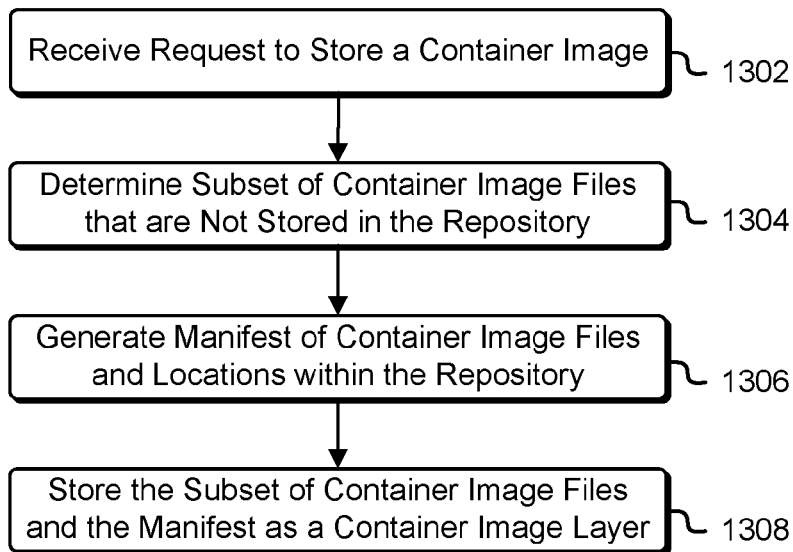 Receive Request to Store a Container Image
1302
Determine Subset of Container Image Files
that are Not Stored in the Repository
1304
Generate Manifest of Container Image Files
and Locations within the Repository
1306
Store the Subset of Container Image Files
and the Manifest as a Container Image Layer
1308